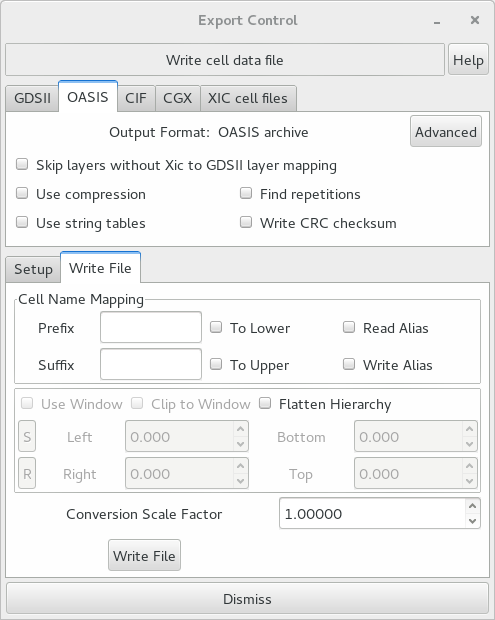 Export Control
Write cell data file Help
GDSII OASIS CIF CGX XIC cell files
Output Format: OASIS archive Advanced
Skip layers without Xic to GDSII layer mapping
Use compression Find repetitions
Use string tables Write CRC checksum
Setup Write File
Cell Name Mapping
Prefix To Lower Read Alias
Suffix To Upper Write Alias
Use Window Clip to Window Flatten Hierarchy
S Left 0.000 Bottom 0.000
R Right 0.000 Top 0.000
Conversion Scale Factor 1.00000
Write File
Dismiss